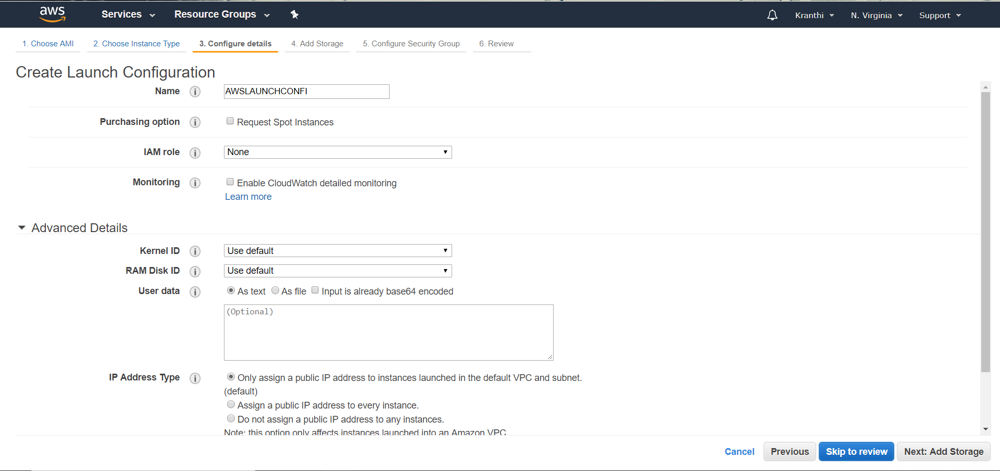 aws Services Resource Groups Kranthi N. Virginia Support
1. Choose AMI 2. Choose Instance Type 3. Configure details 4. Add Storage 5. Configure Security Group 6. Review
Create Launch Configuration
Name i AWSLAUNCHCONFI
Purchasing option i Request Spot Instances
IAM role i None
Monitoring i Enable CloudWatch detailed monitoring
Learn more
Advanced Details
Kernel ID i Use default
RAM Disk ID i Use default
User data i As text As file Input is already base64 encoded
(Optional)
IP Address Type i Only assign a public IP address to instances launched in the default VPC and subnet.
(default)
Assign a public IP address to every instance.
Do not assign a public IP address to any instances.
Note: this option only affects instances launched into an Amazon VPC
Cancel Previous Skip to review Next: Add Storage